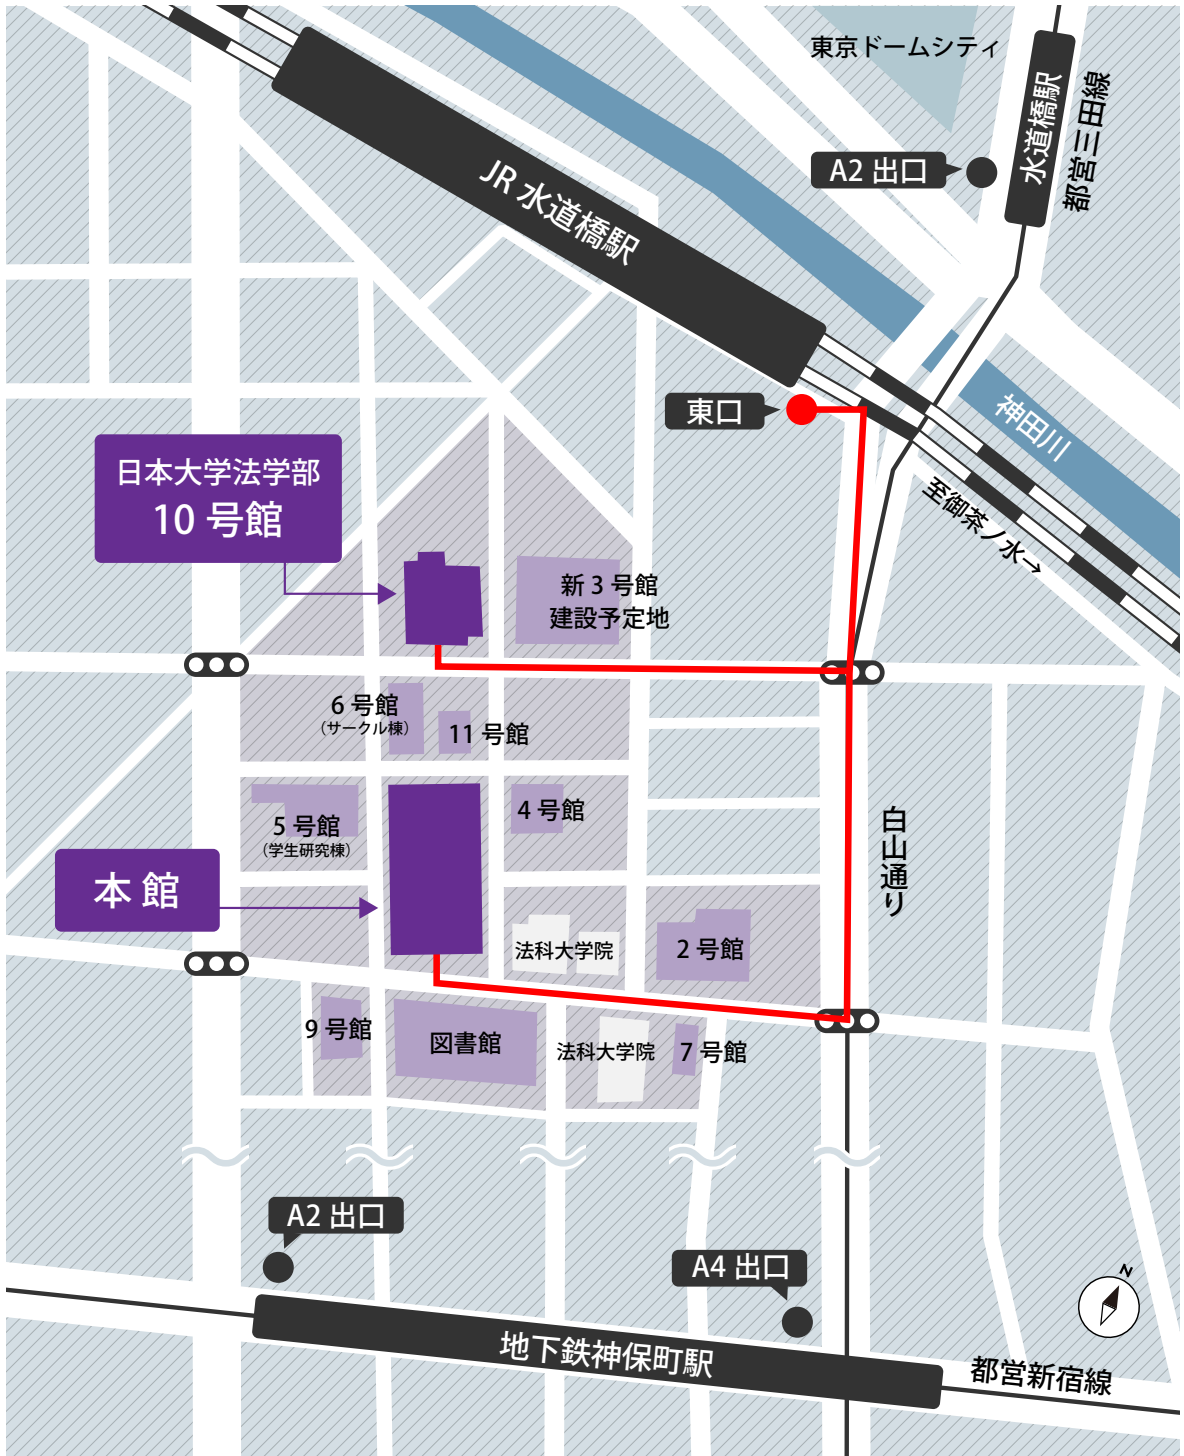 東京ドームシティ
水道橋駅
都営三田線
A2 出口
JR 水道橋駅
東口
神田川
至御茶ノ水→
日本大学法学部
10 号館
新 3 号館
建設予定地
6 号館
（サークル棟）
11 号館
5 号館
（学生研究棟）
4 号館
白山通り
本 館
法科大学院
2 号館
9 号館
図書館
法科大学院
7 号館
A2 出口
A4 出口
N
地下鉄神保町駅
都営新宿線